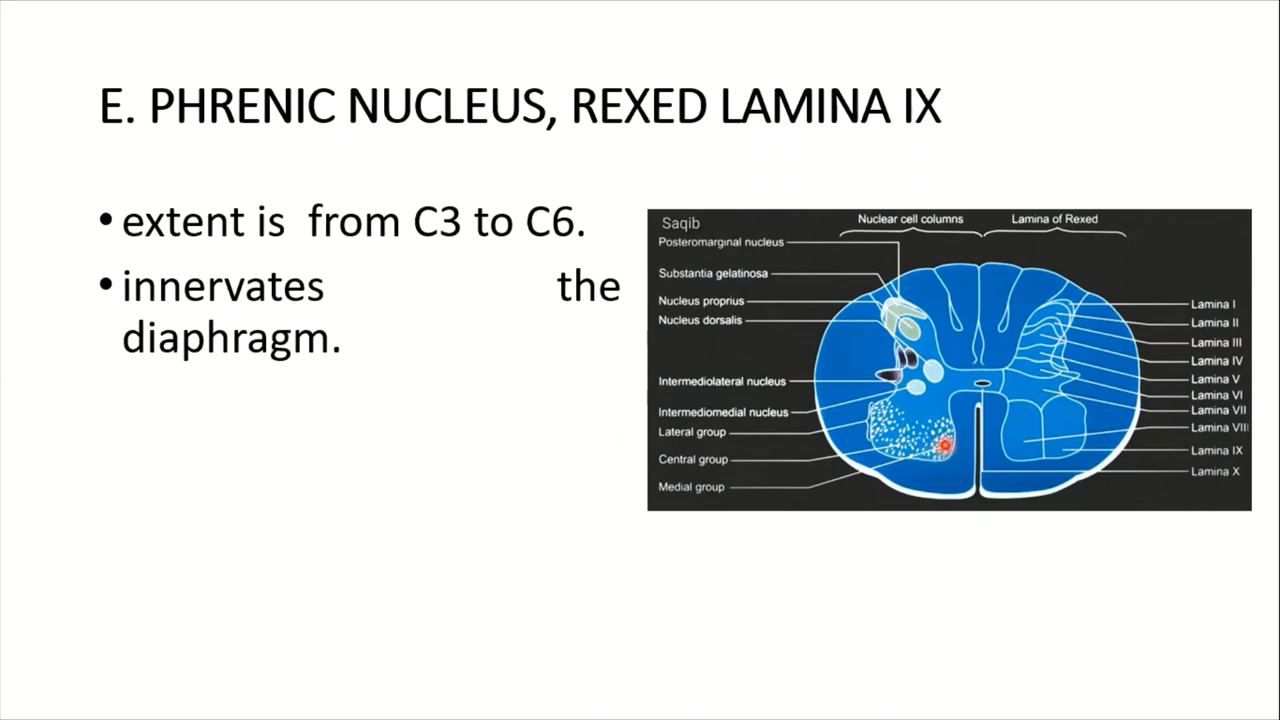 E. PHRENIC NUCLEUS, REXED LAMINA IX
• extent is from C3 to C6.
• innervates the
diaphragm.
Saqib
Nuclear cell columns
Lamina of Rexed
Posteromarginal nucleus
Substantia gelatinosa
Nucleus proprius
Nucleus dorsalis
Intermediolateral nucleus
Intermediomedial nucleus
Lateral group
Central group
Medial group
Lamina I
Lamina II
Lamina III
Lamina IV
Lamina V
Lamina VI
Lamina VII
Lamina VIII
Lamina IX
Lamina X